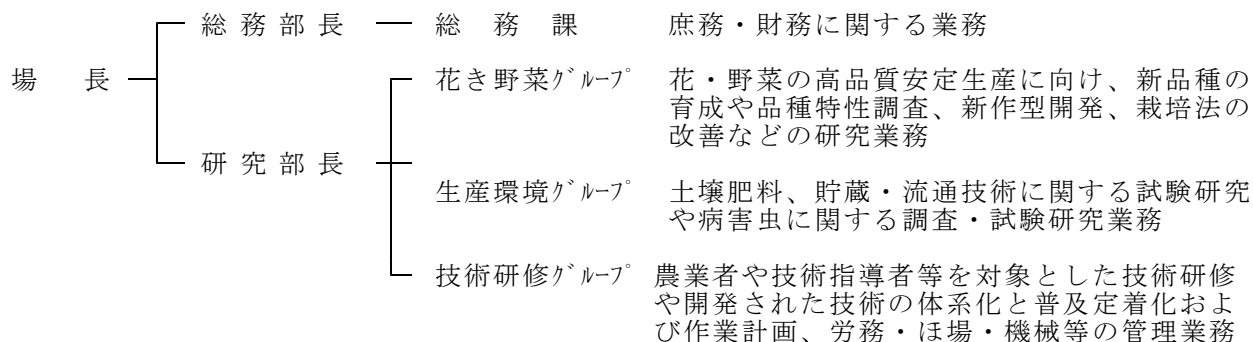 総務部長 総務課 庶務・財務に関する業務
場長 花き野菜ｸﾞﾙｰﾌﾟ 花・野菜の高品質安定生産に向け、新品種の
育成や品種特性調査、新作型開発、栽培法の
改善などの研究業務
研究部長
生産環境ｸﾞﾙｰﾌﾟ 土壌肥料、貯蔵・流通技術に関する試験研究
や病害虫に関する調査・試験研究業務
技術研修ｸﾞﾙｰﾌﾟ 農業者や技術指導者等を対象とした技術研修
や開発された技術の体系化と普及定着化およ
び作業計画、労務・ほ場・機械等の管理業務